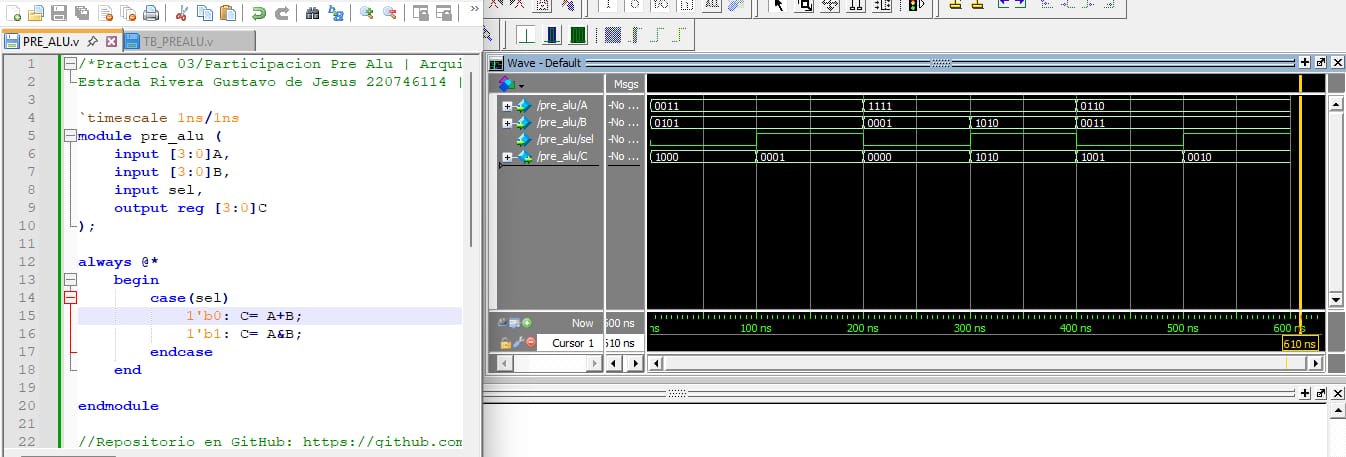 PRE_ALU.v TB_PREALU.v
1 /*Practica 03/Participacion Pre Alu | Arqui
2 Estrada Rivera Gustavo de Jesus 220746114 |
3
4 `timescale 1ns/1ns
5 module pre_alu (
6 input [3:0]A,
7 input [3:0]B,
8 input sel,
9 output reg [3:0]C
10 );
11
12 always @*
13 begin
14 case(sel)
15 1'b0: C= A+B;
16 1'b1: C= A&B;
17 endcase
18 end
19
20 endmodule
21
22 //Repositorio en GitHub: https://github.com
Wave - Default
Msgs
/pre_alu/A -No ... 0011 1111 0110
/pre_alu/B -No ... 0101 0001 1010 0011
/pre_alu/sel -No ...
/pre_alu/C -No ... 1000 0001 0000 1010 1001 0010
Now 500 ns ns 100 ns 200 ns 300 ns 400 ns 500 ns 600 ns
Cursor 1 510 ns 610 ns